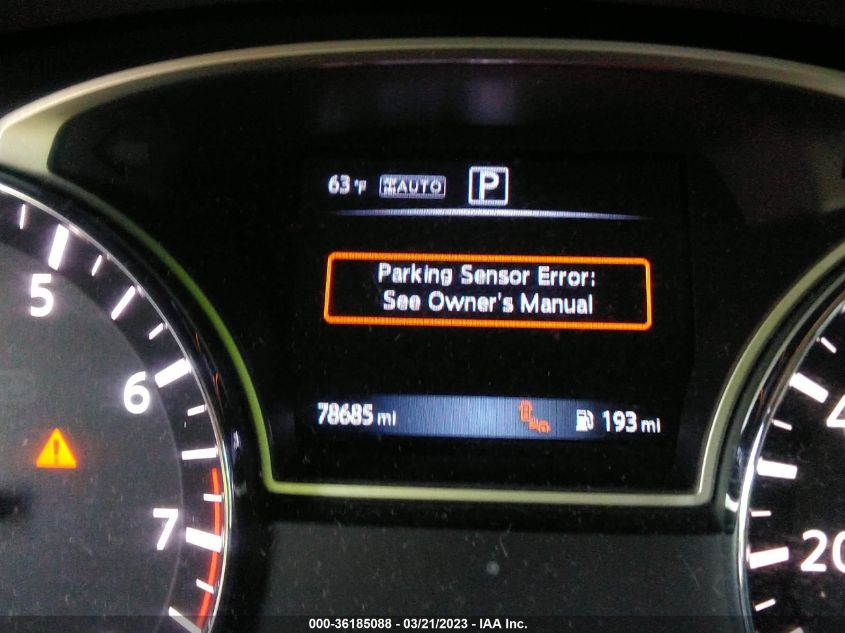 63°F AUTO P
Parking Sensor Error:
See Owner's Manual
78685 mi 193 mi
5
6
7
4
20
000-36185088 - 03/21/2023 - IAA Inc.